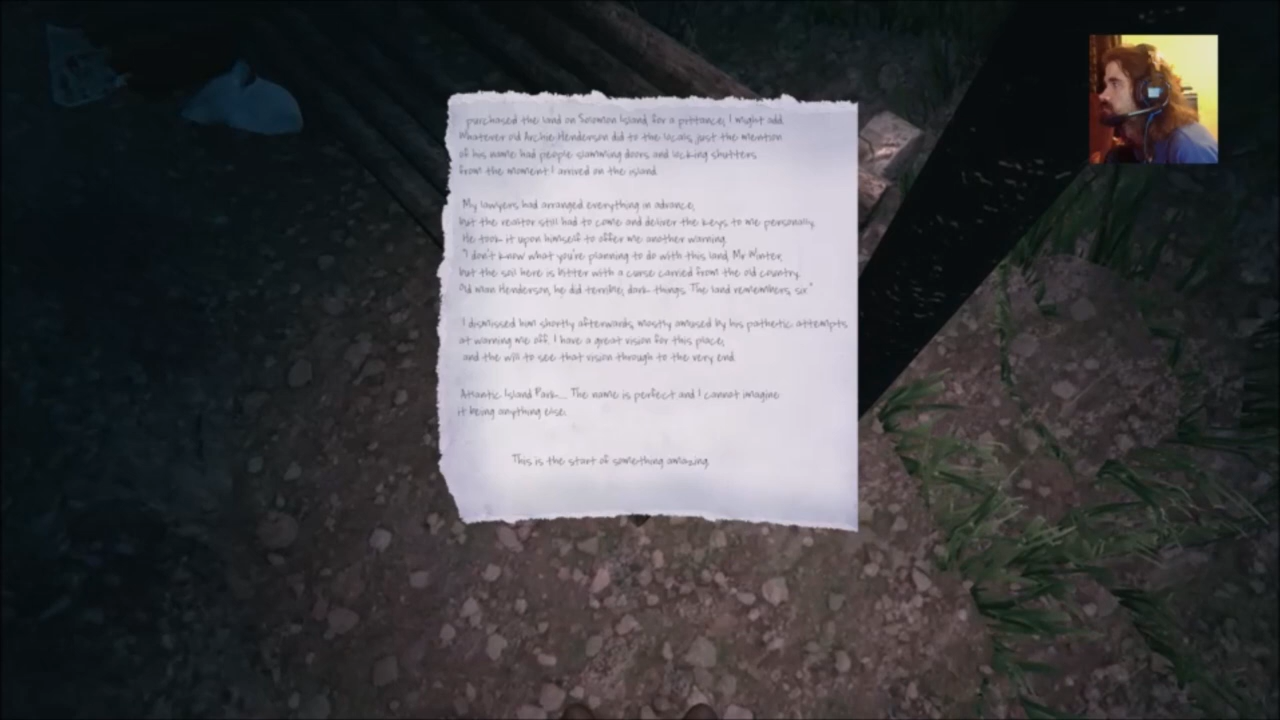 I purchased the land on Solomon Island, for a pittance, I might add.
Whatever old Archie Henderson did to the locals, just the mention
of his name had people slamming doors and locking shutters
from the moment I arrived on the island.
My lawyers had arranged everything in advance,
but the realtor still had to come and deliver the keys to me personally.
He took it upon himself to offer me another warning.
"I don't know what you're planning to do with this land, Mr Winter,
but the soil here is bitter with a curse carried from the old country.
Old man Henderson, he did terrible, dark things. The land remembers, sir."
I dismissed him shortly afterwards, mostly amused by his pathetic attempts
at warning me off. I have a great vision for this place,
and the will to see that vision through to the very end.
Atlantic Island Park.... The name is perfect and I cannot imagine
it being anything else.
This is the start of something amazing.